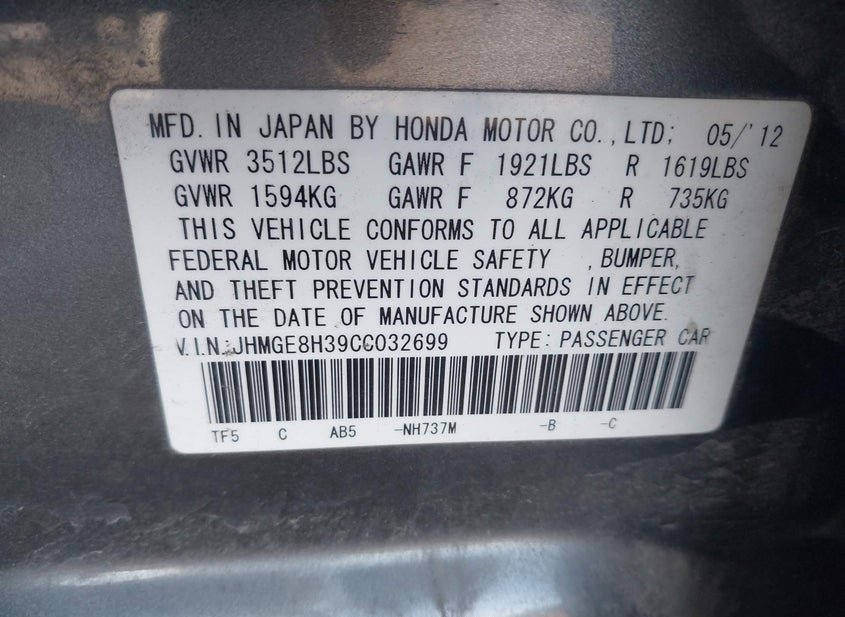 MFD. IN JAPAN BY HONDA MOTOR CO., LTD; 05/'12
GVWR 3512LBS GAWR F 1921LBS R 1619LBS
GVWR 1594KG GAWR F 872KG R 735KG
THIS VEHICLE CONFORMS TO ALL APPLICABLE
FEDERAL MOTOR VEHICLE SAFETY , BUMPER,
AND THEFT PREVENTION STANDARDS IN EFFECT
ON THE DATE OF MANUFACTURE SHOWN ABOVE.
V.I.N.:JHMGE8H39CC032699 TYPE: PASSENGER CAR
TF5 C AB5 -NH737M -B -C